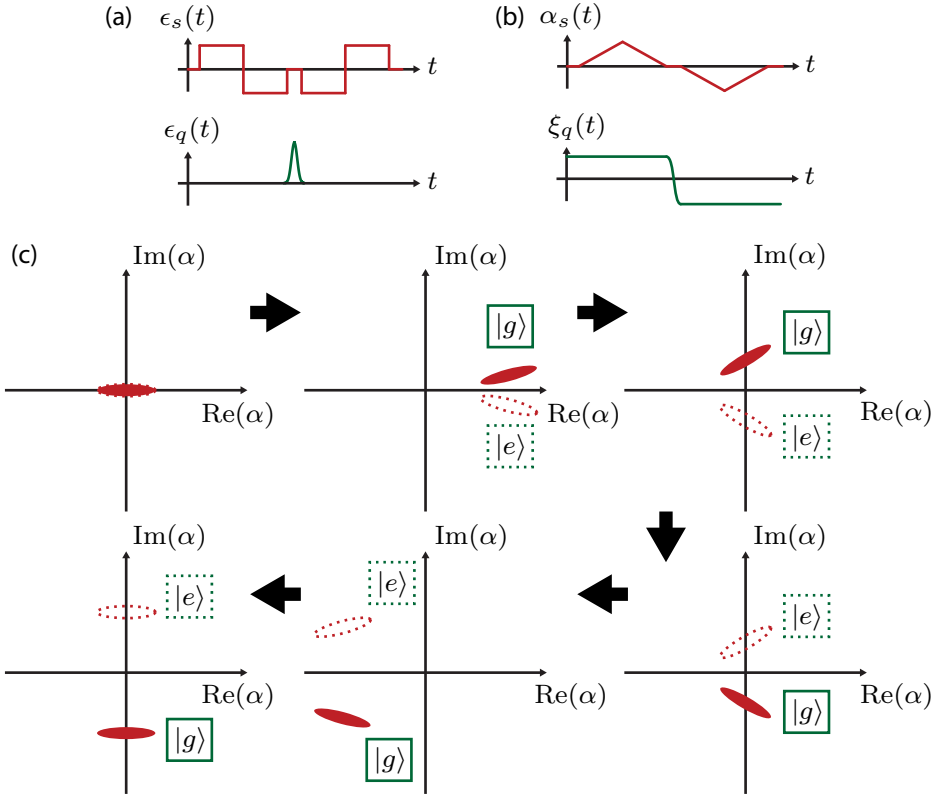 (a) ϵ_s(t)
t
ϵ_q(t)
t
(b) α_s(t)
t
ξ_q(t)
t
(c)
Im(α)
Re(α)
Im(α)
|g⟩
Re(α)
|e⟩
Im(α)
|g⟩
Re(α)
|e⟩
Im(α)
|e⟩
Re(α)
|g⟩
Im(α)
|e⟩
Re(α)
|g⟩
Im(α)
|e⟩
Re(α)
|g⟩